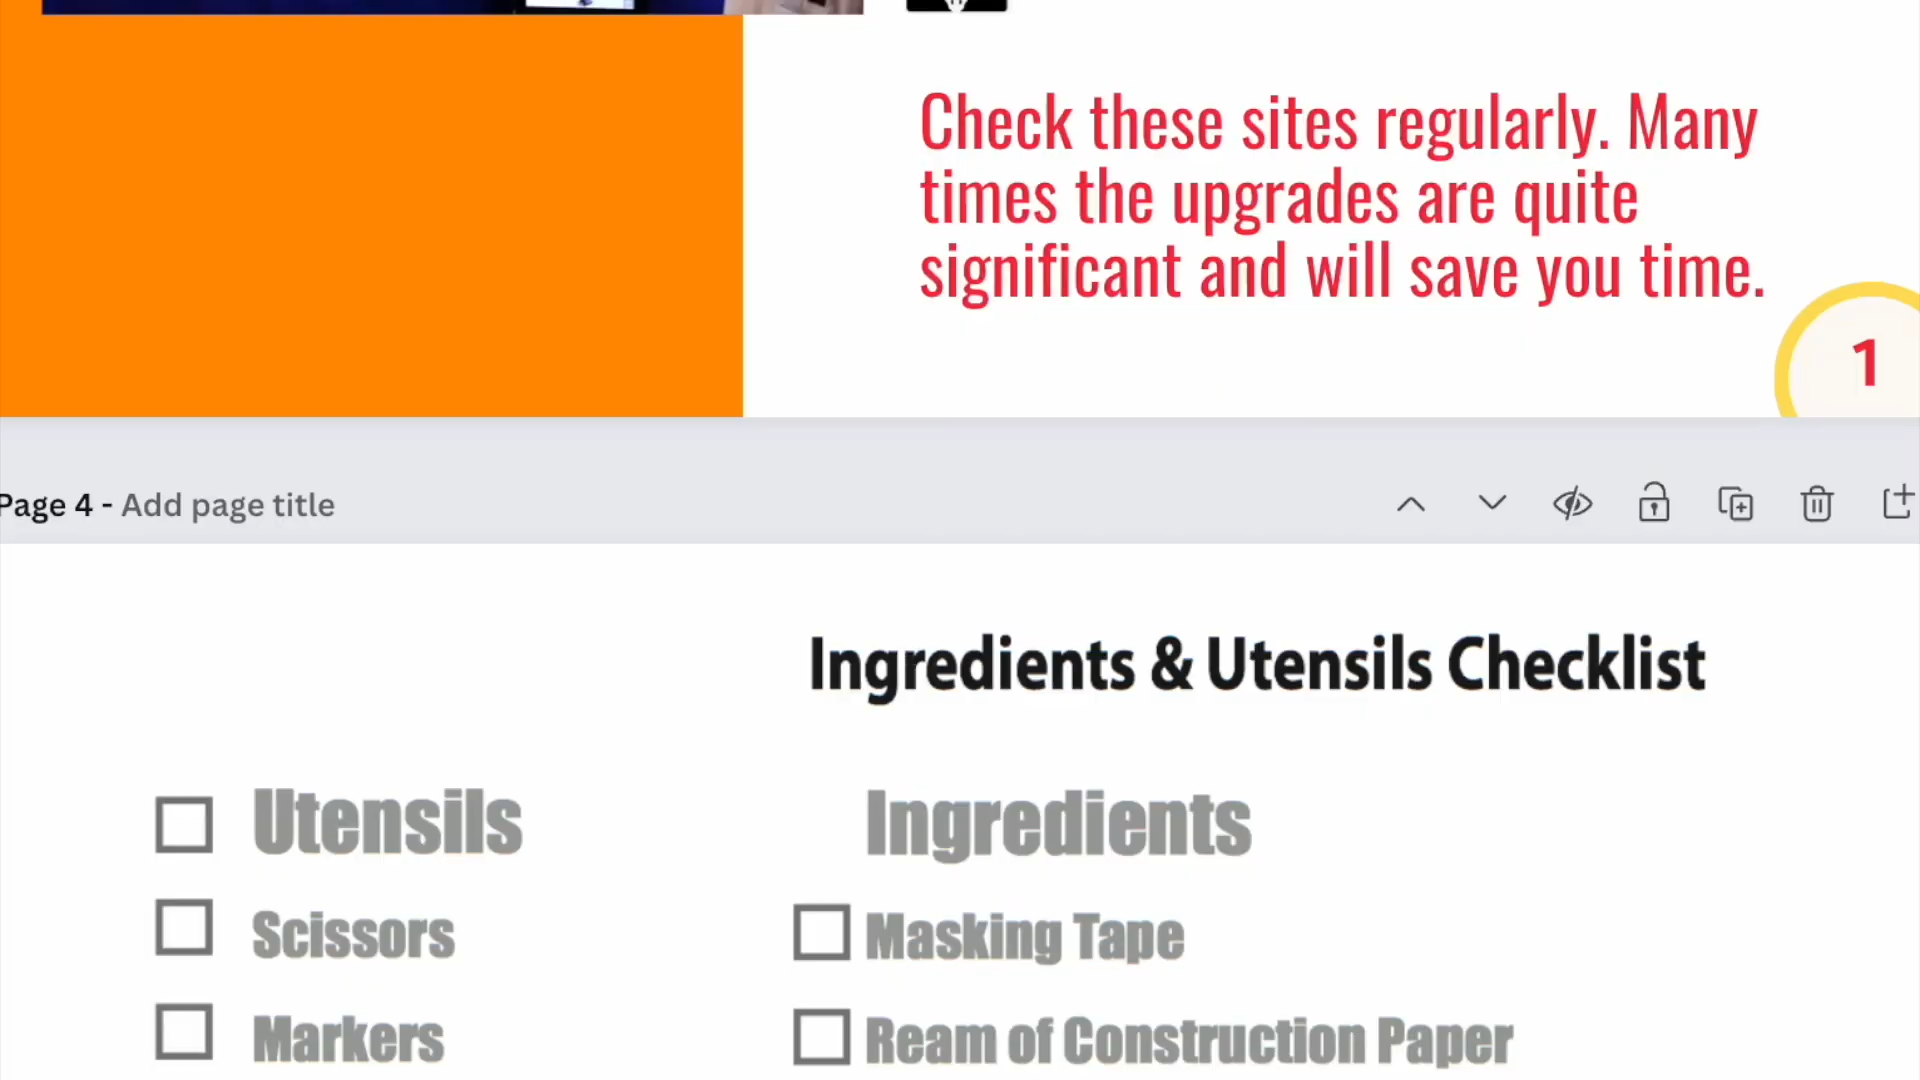 Check these sites regularly. Many
times the upgrades are quite
significant and will save you time.
1
Page 4 - Add page title
Ingredients & Utensils Checklist
Utensils
Ingredients
Scissors
Masking Tape
Markers
Ream of Construction Paper